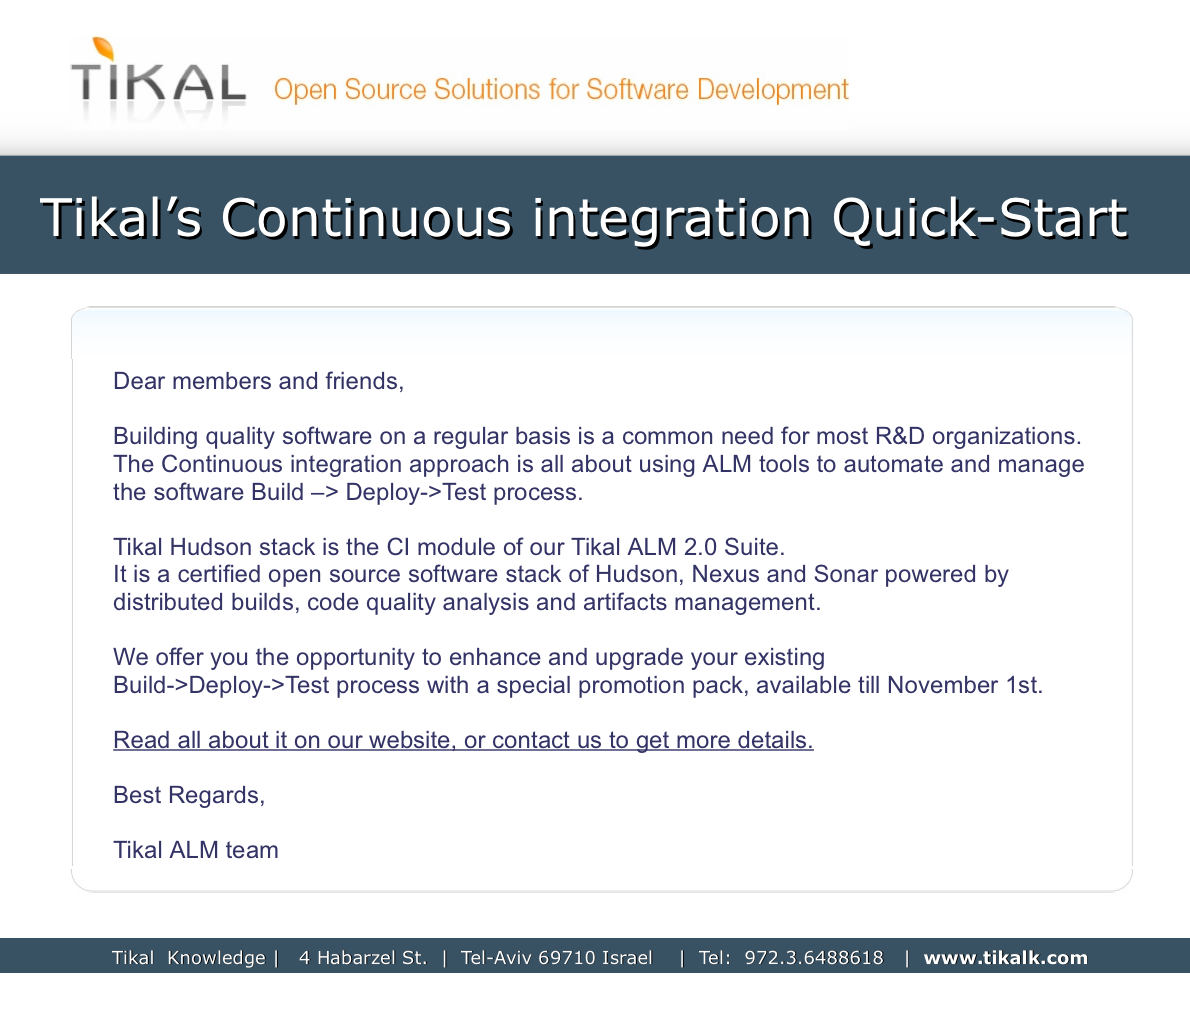 TIKAL Open Source Solutions for Software Development
Tikal’s Continuous integration Quick-Start
Dear members and friends,
Building quality software on a regular basis is a common need for most R&D organizations.
The Continuous integration approach is all about using ALM tools to automate and manage
the software Build –> Deploy->Test process.
Tikal Hudson stack is the CI module of our Tikal ALM 2.0 Suite.
It is a certified open source software stack of Hudson, Nexus and Sonar powered by
distributed builds, code quality analysis and artifacts management.
We offer you the opportunity to enhance and upgrade your existing
Build->Deploy->Test process with a special promotion pack, available till November 1st.
Read all about it on our website, or contact us to get more details.
Best Regards,
Tikal ALM team
Tikal Knowledge | 4 Habarzel St. | Tel-Aviv 69710 Israel | Tel: 972.3.6488618 | www.tikalk.com